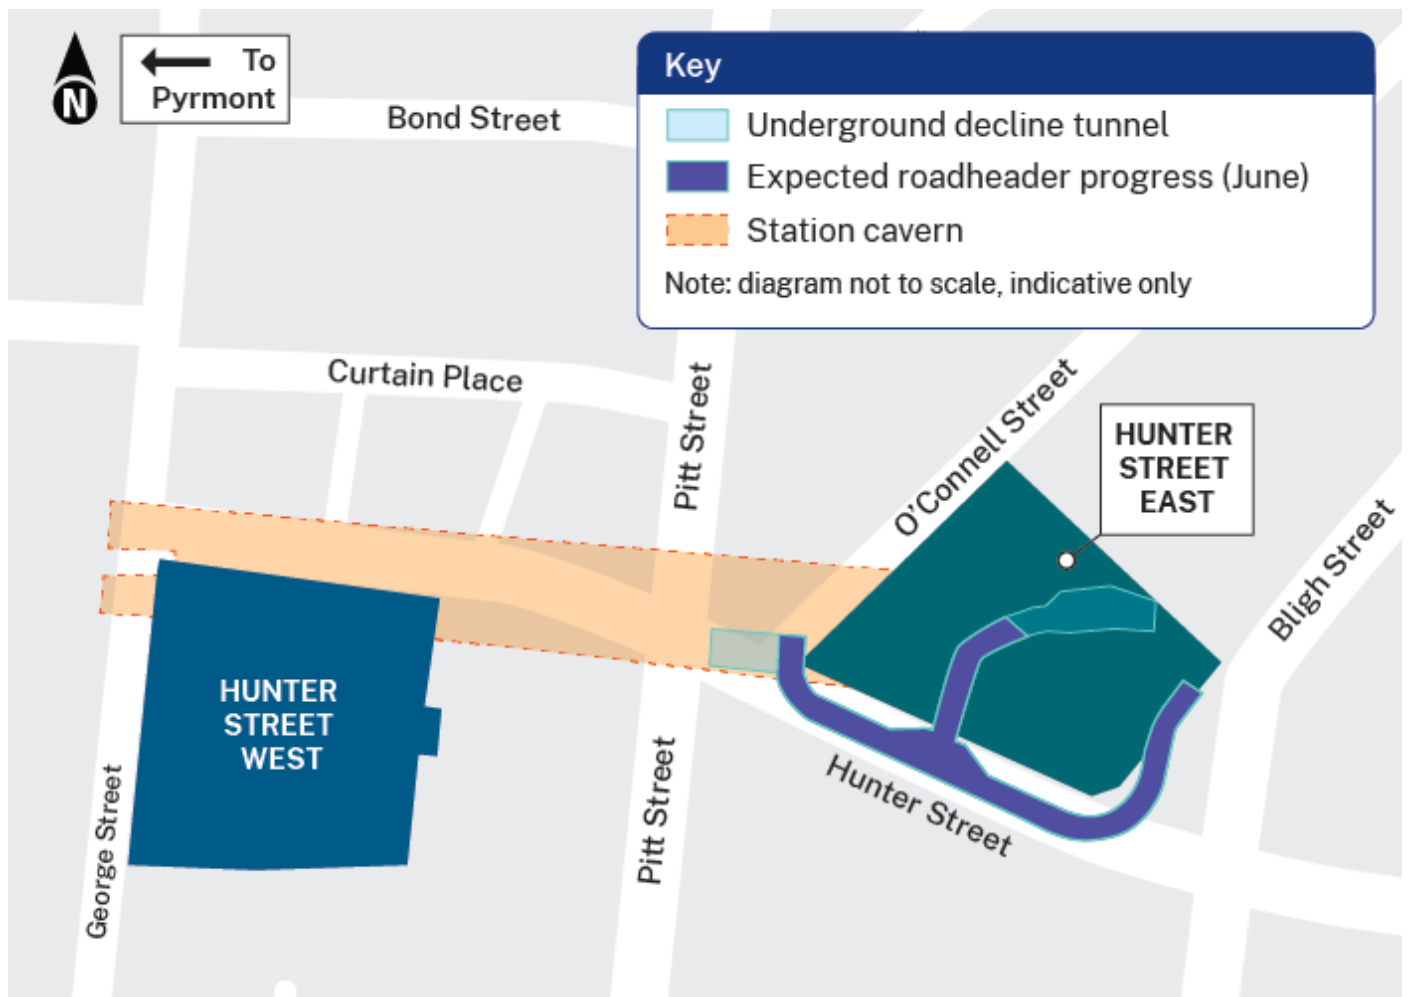 N
To
Pyrmont
Key
Underground decline tunnel
Expected roadheader progress (June)
Station cavern
Note: diagram not to scale, indicative only
Bond Street
Curtain Place
Pitt Street
O'Connell Street
HUNTER
STREET
EAST
Bligh Street
HUNTER
STREET
WEST
George Street
Pitt Street
Hunter Street